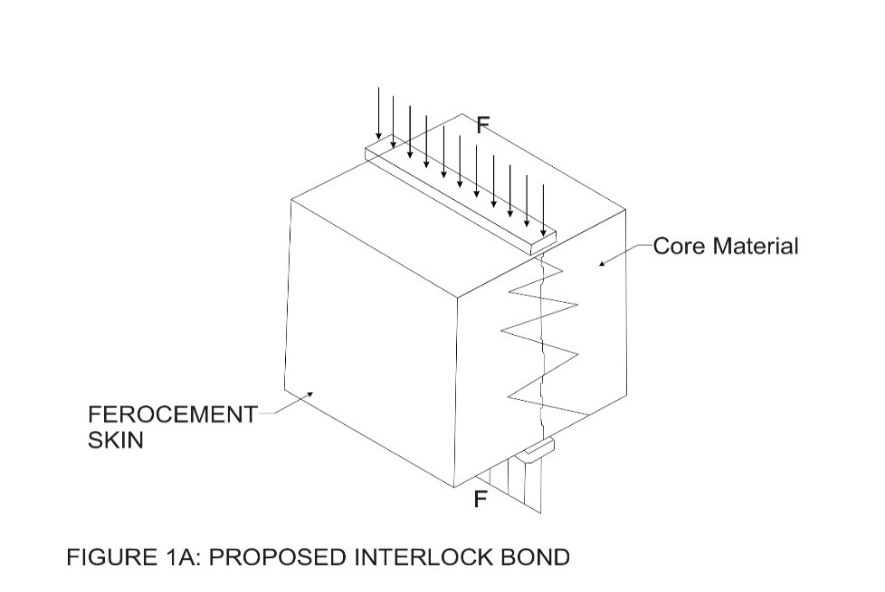 F
Core Material
FEROCEMENT
SKIN
F
FIGURE 1A: PROPOSED INTERLOCK BOND